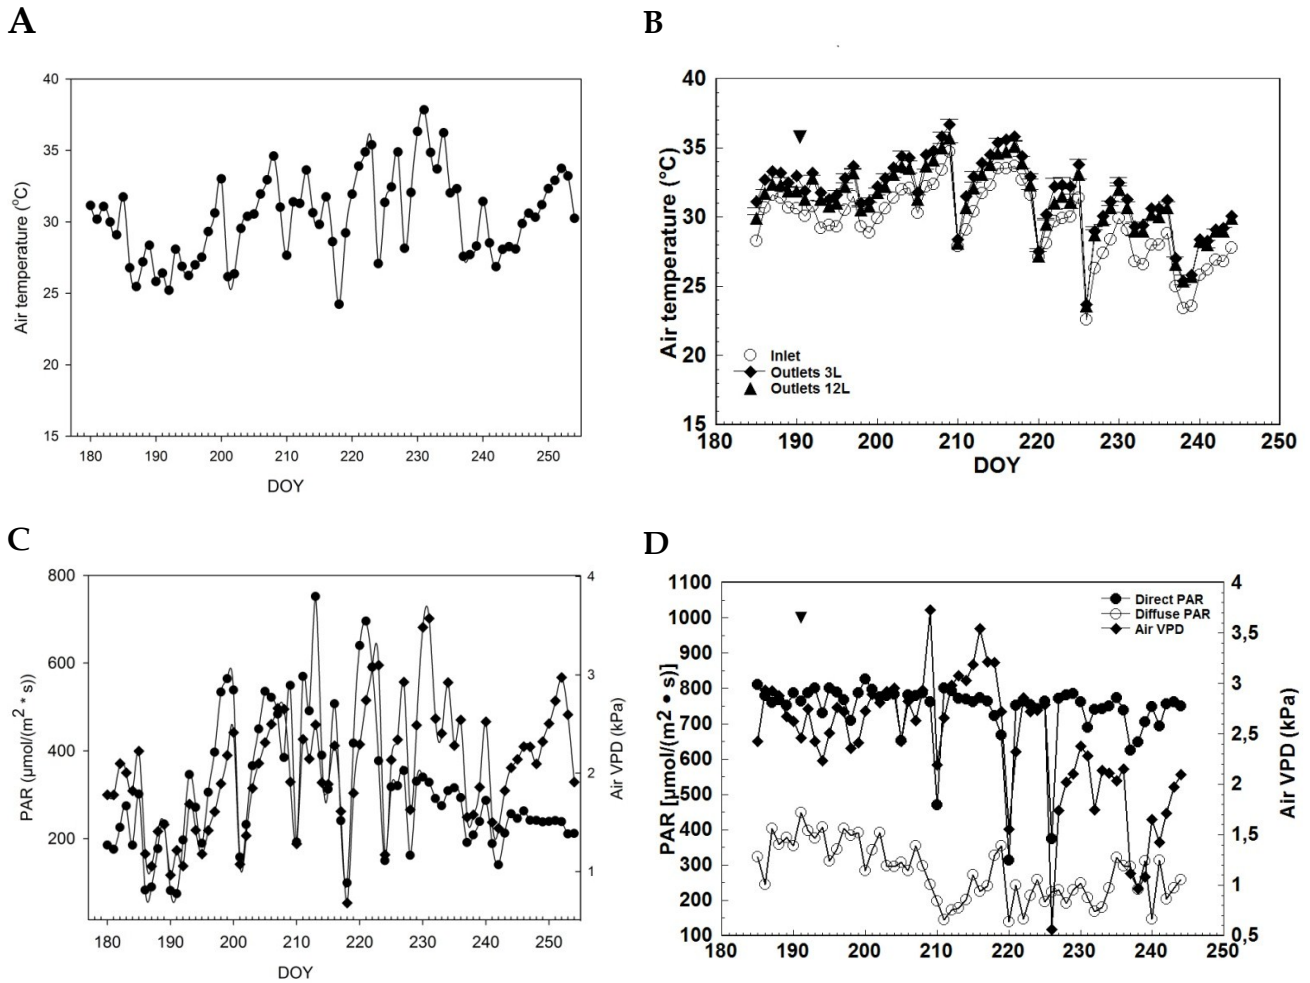 A
B
40
35
30
25
20
15
Air temperature (°C)
180 190 200 210 220 230 240 250
DOY
40
35
30
25
20
15
Air temperature (°C)
Inlet
Outlets 3L
Outlets 12L
180 190 200 210 220 230 240 250
DOY
C
D
800
600
400
200
PAR (µmol/(m² * s))
4
3
2
1
Air VPD (kPa)
180 190 200 210 220 230 240 250
DOY
1100
1000
900
800
700
600
500
400
300
200
100
PAR [µmol/(m2 • s)]
Direct PAR
Diffuse PAR
Air VPD
4
3,5
3
2,5
2
1,5
1
0,5
Air VPD (kPa)
180 190 200 210 220 230 240 250